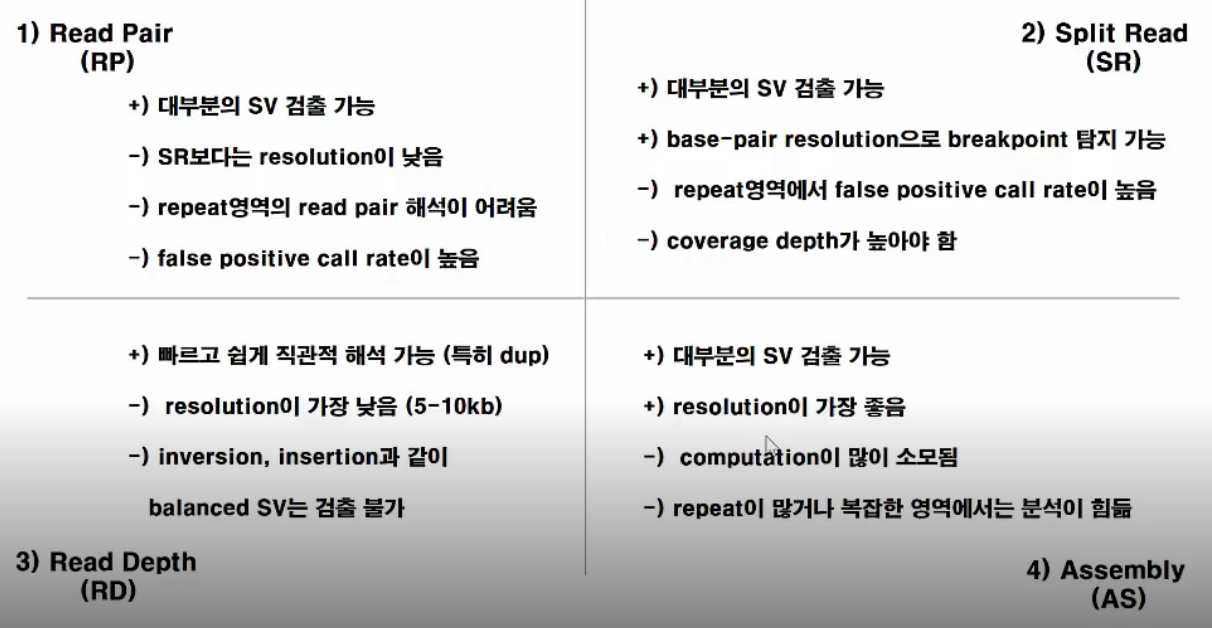 1) Read Pair
(RP)
+) 대부분의 SV 검출 가능
-) SR보다는 resolution이 낮음
-) repeat영역의 read pair 해석이 어려움
-) false positive call rate이 높음
2) Split Read
(SR)
+) 대부분의 SV 검출 가능
+) base-pair resolution으로 breakpoint 탐지 가능
-) repeat영역에서 false positive call rate이 높음
-) coverage depth가 높아야 함
+) 빠르고 쉽게 직관적 해석 가능 (특히 dup)
-) resolution이 가장 낮음 (5-10kb)
-) inversion, insertion과 같이
balanced SV는 검출 불가
3) Read Depth
(RD)
+) 대부분의 SV 검출 가능
+) resolution이 가장 좋음
-) computation이 많이 소모됨
-) repeat이 많거나 복잡한 영역에서는 분석이 힘듦
4) Assembly
(AS)